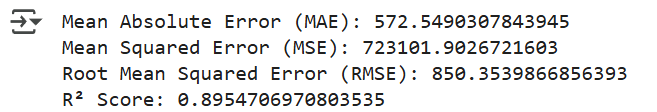 Mean Absolute Error (MAE): 572.5490307843945
Mean Squared Error (MSE): 723101.9026721603
Root Mean Squared Error (RMSE): 850.3539866856393
R² Score: 0.8954706970803535